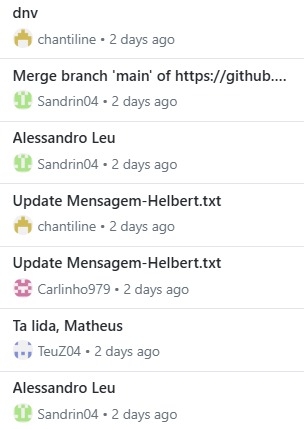 dnv
chantiline • 2 days ago
Merge branch 'main' of https://github....
Sandrin04 • 2 days ago
Alessandro Leu
Sandrin04 • 2 days ago
Update Mensagem-Helbert.txt
chantiline • 2 days ago
Update Mensagem-Helbert.txt
Carlinho979 • 2 days ago
Ta lida, Matheus
TeuZ04 • 2 days ago
Alessandro Leu
Sandrin04 • 2 days ago